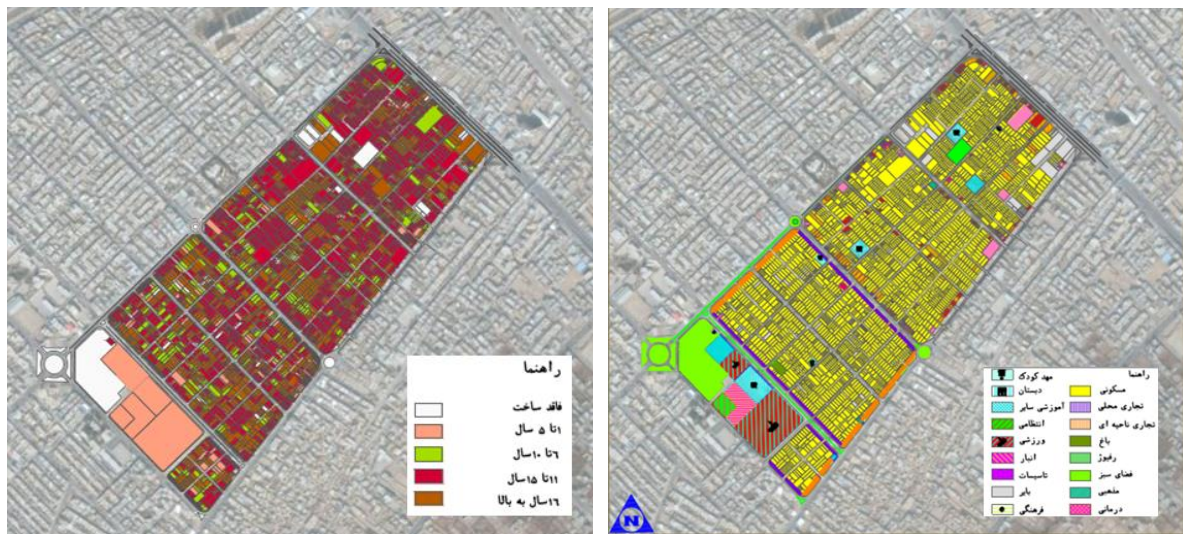 راهنما
فاقد ساخت
۱تا ۵ سال
۶تا ۱۰سال
۱۱تا ۱۵سال
۱۶سال به بالا
راهنما
مسکونی
تجاری محلی
تجاری ناحیه ای
باغ
رفیوژ
فضای سبز
مذهبی
درمانی
مهد کودک
دبستان
آموزشی سایر
انتظامی
ورزشی
انبار
تاسیسات
بایر
فرهنگی
N